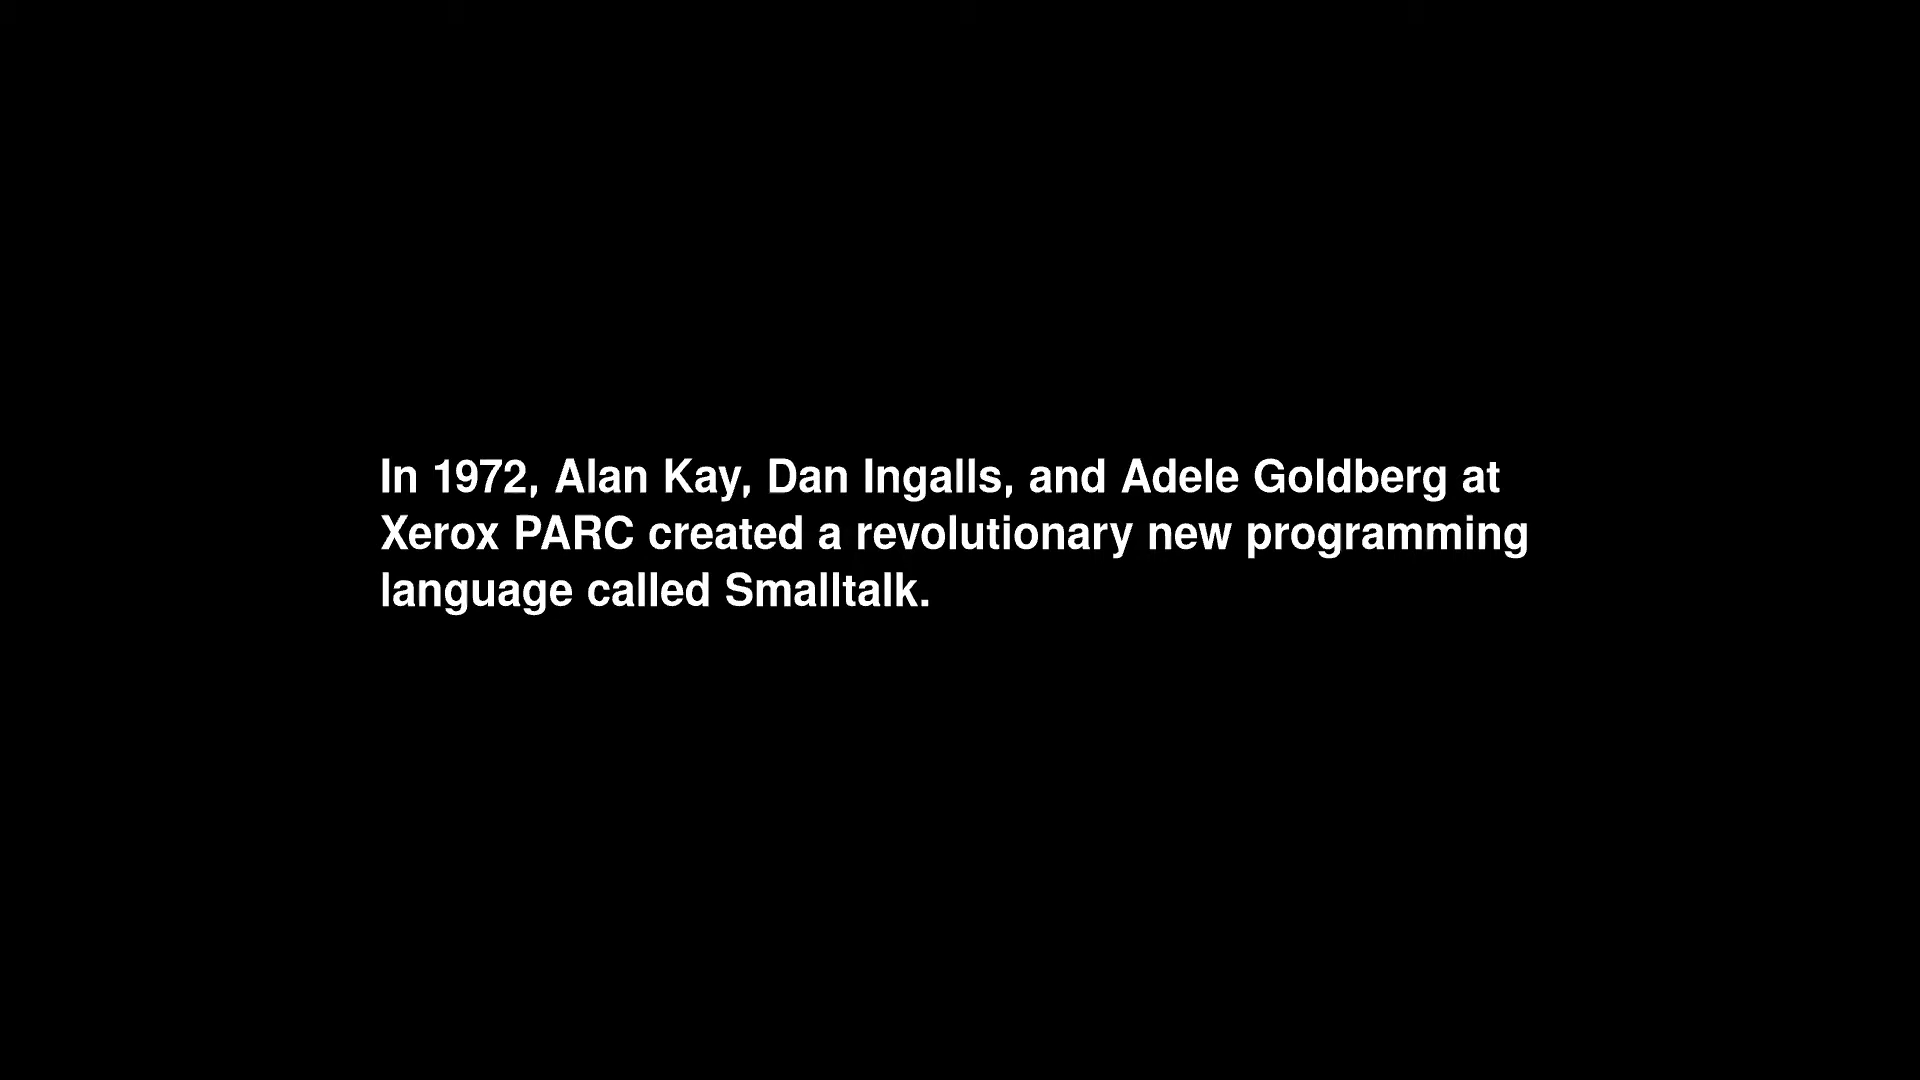 In 1972, Alan Kay, Dan Ingalls, and Adele Goldberg at
Xerox PARC created a revolutionary new programming
language called Smalltalk.